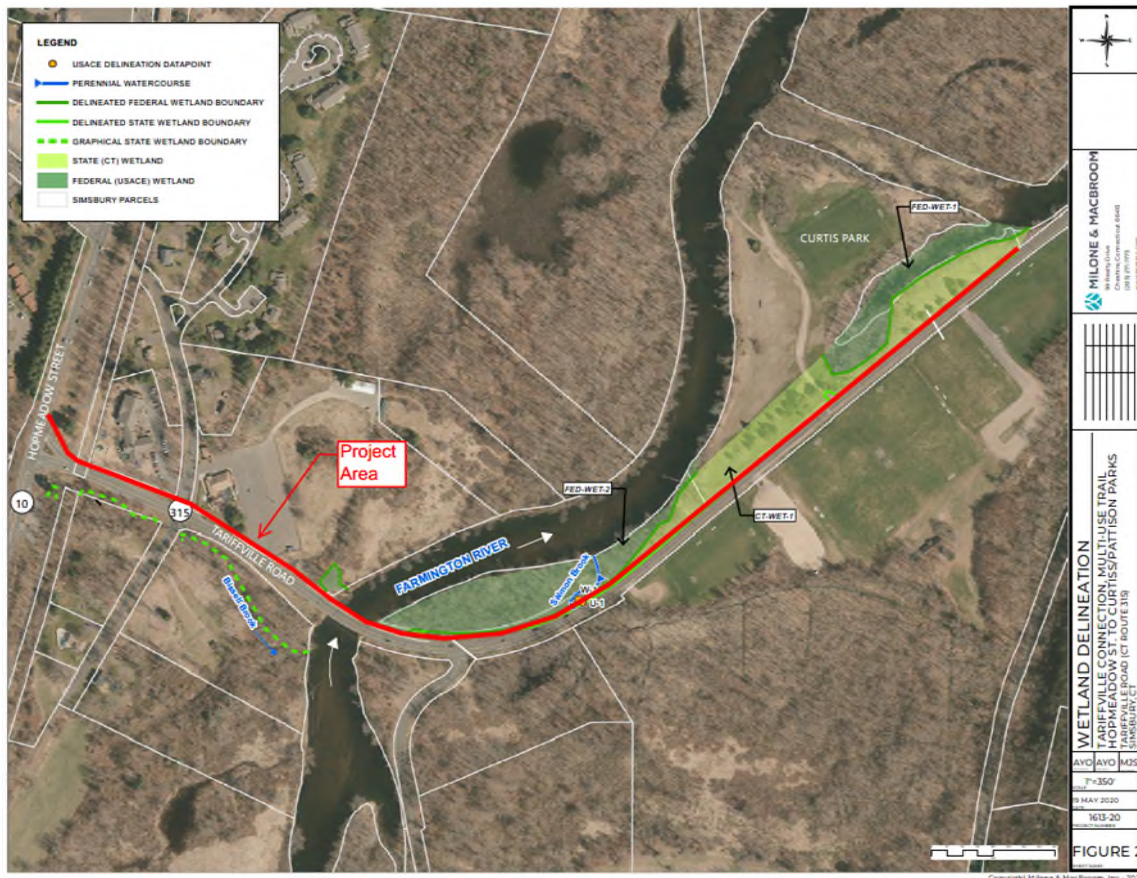 LEGEND
USACE DELINEATION DATAPOINT
PERENNIAL WATERCOURSE
DELINEATED FEDERAL WETLAND BOUNDARY
DELINEATED STATE WETLAND BOUNDARY
GRAPHICAL STATE WETLAND BOUNDARY
STATE (CT) WETLAND
FEDERAL (USACE) WETLAND
SIMSBURY PARCELS
FED-WET-1
CURTIS PARK
HOPMEADOW STREET
Project
Area
10
315
TARIFFVILLE ROAD
FED-WET-2
CT-WET-1
FARMINGTON RIVER
Salmon Brook
U-1
Bissell Brook
MILONE & MACBROOM
WETLAND DELINEATION
TARIFFVILLE CONNECTION, MULTI-USE TRAIL
HOPMEADOW ST. TO CURTISS/PATTISON PARKS
TARIFFVILLE ROAD (CT ROUTE 315)
SIMSBURY, CT
AYO AYO MJS
1"=350'
19 MAY 2020
1613-20
FIGURE 2